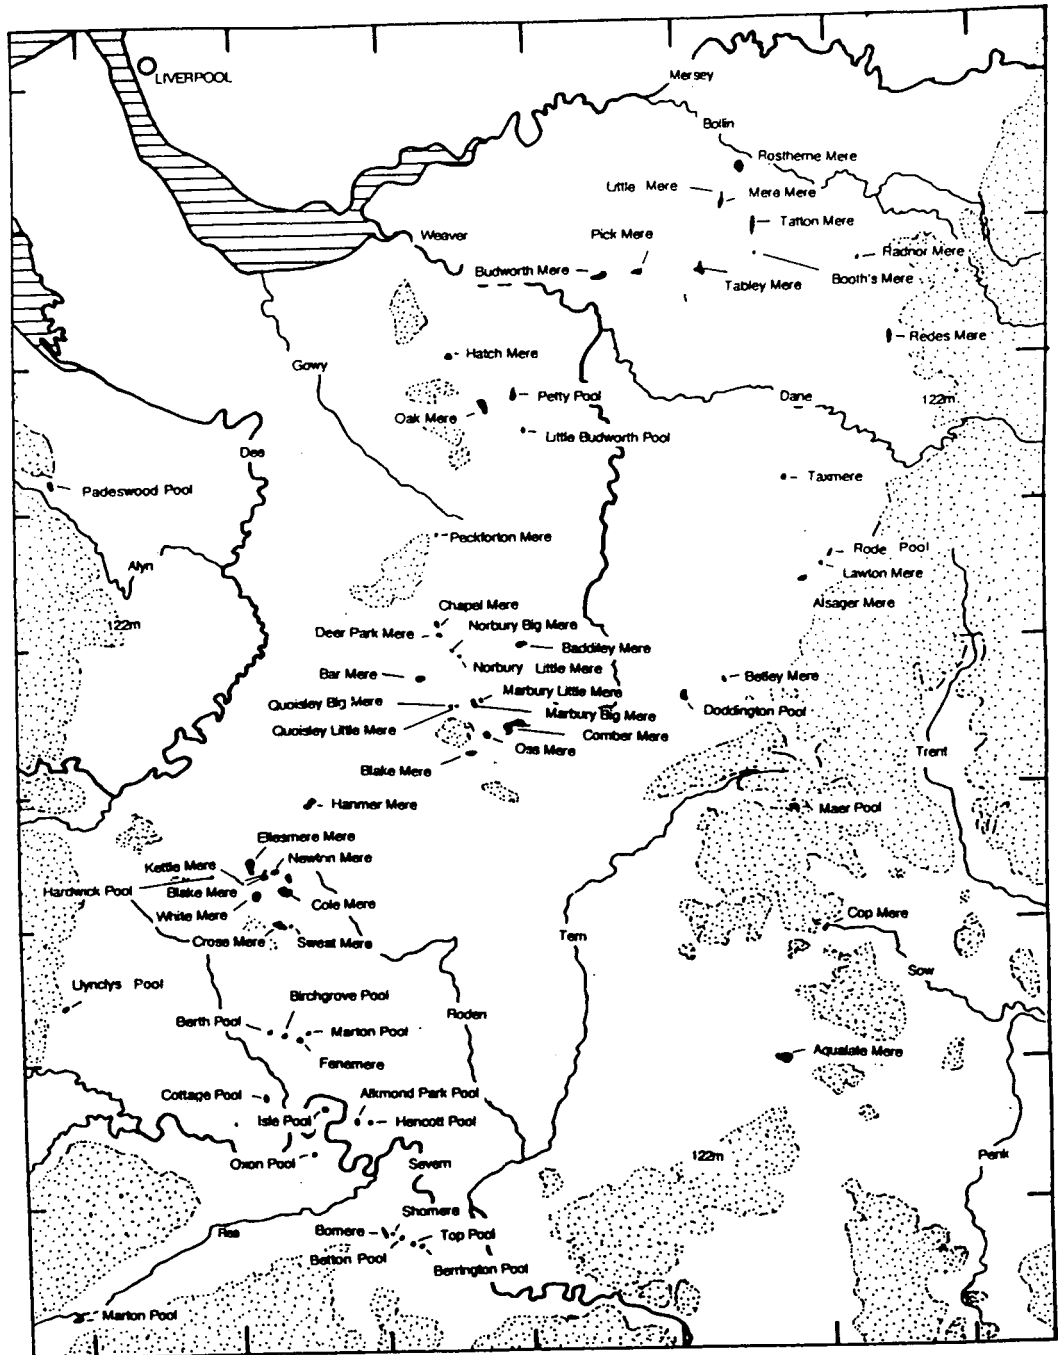 LIVERPOOL
Mersey
Bollin
Rostherne Mere
Little Mere
Mere Mere
Tatton Mere
Weaver
Pick Mere
Radnor Mere
Budworth Mere
Booth's Mere
Tabley Mere
Redes Mere
Hatch Mere
Gowy
Petty Pool
Dane
122m
Oak Mere
Little Budworth Pool
Dee
Taxmere
Padeswood Pool
Peckforton Mere
Rode Pool
Alyn
Lawton Mere
Alsager Mere
Chapel Mere
122m
Norbury Big Mere
Deer Park Mere
Baddiley Mere
Norbury Little Mere
Bar Mere
Betley Mere
Marbury Little Mere
Quoisley Big Mere
Marbury Big Mere
Doddington Pool
Quoisley Little Mere
Comber Mere
Oss Mere
Trent
Blake Mere
Hanmer Mere
Maer Pool
Ellesmere Mere
Newtnn Mere
Kettle Mere
Hardwick Pool
Blake Mere
Cole Mere
White Mere
Cop Mere
Cross Mere
Sweat Mere
Tern
Sow
Llynclys Pool
Birchgrove Pool
Roden
Berth Pool
Marton Pool
Fenemere
Aqualate Mere
Cottage Pool
Alkmond Park Pool
Isle Pool
Hencott Pool
Oxon Pool
Severn
122m
Penk
Shomere
Rea
Bomere
Top Pool
Betton Pool
Berrington Pool
Marton Pool